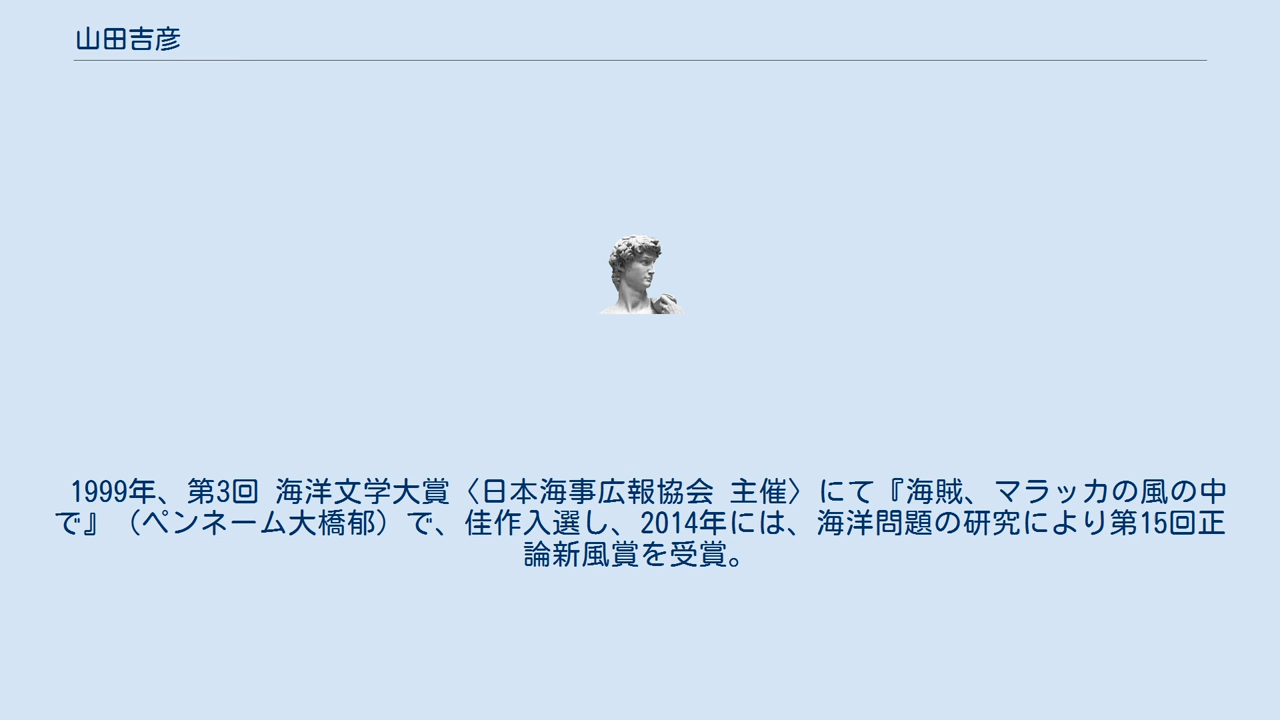 山田吉彦
1999年、第3回 海洋文学大賞〈日本海事広報協会 主催〉にて『海賊、マラッカの風の中
で』（ペンネーム大橋郁）で、佳作入選し、2014年には、海洋問題の研究により第15回正
論新風賞を受賞。